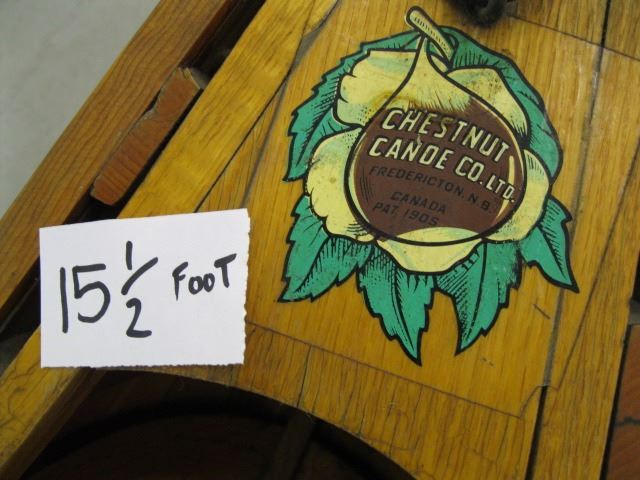 CHESTNUT
CANOE CO. LTD.
FREDERICTON, N.B.
CANADA
PAT. 1905
15 1/2 FOOT